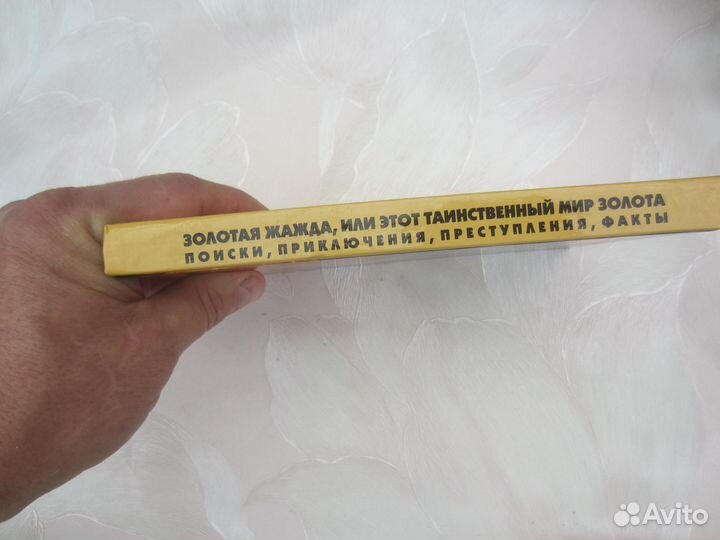 ЗОЛОТАЯ ЖАЖДА, ИЛИ ЭТОТ ТАИНСТВЕННЫЙ МИР ЗОЛОТА
ПОИСКИ, ПРИКЛЮЧЕНИЯ, ПРЕСТУПЛЕНИЯ, ФАКТЫ
Avito